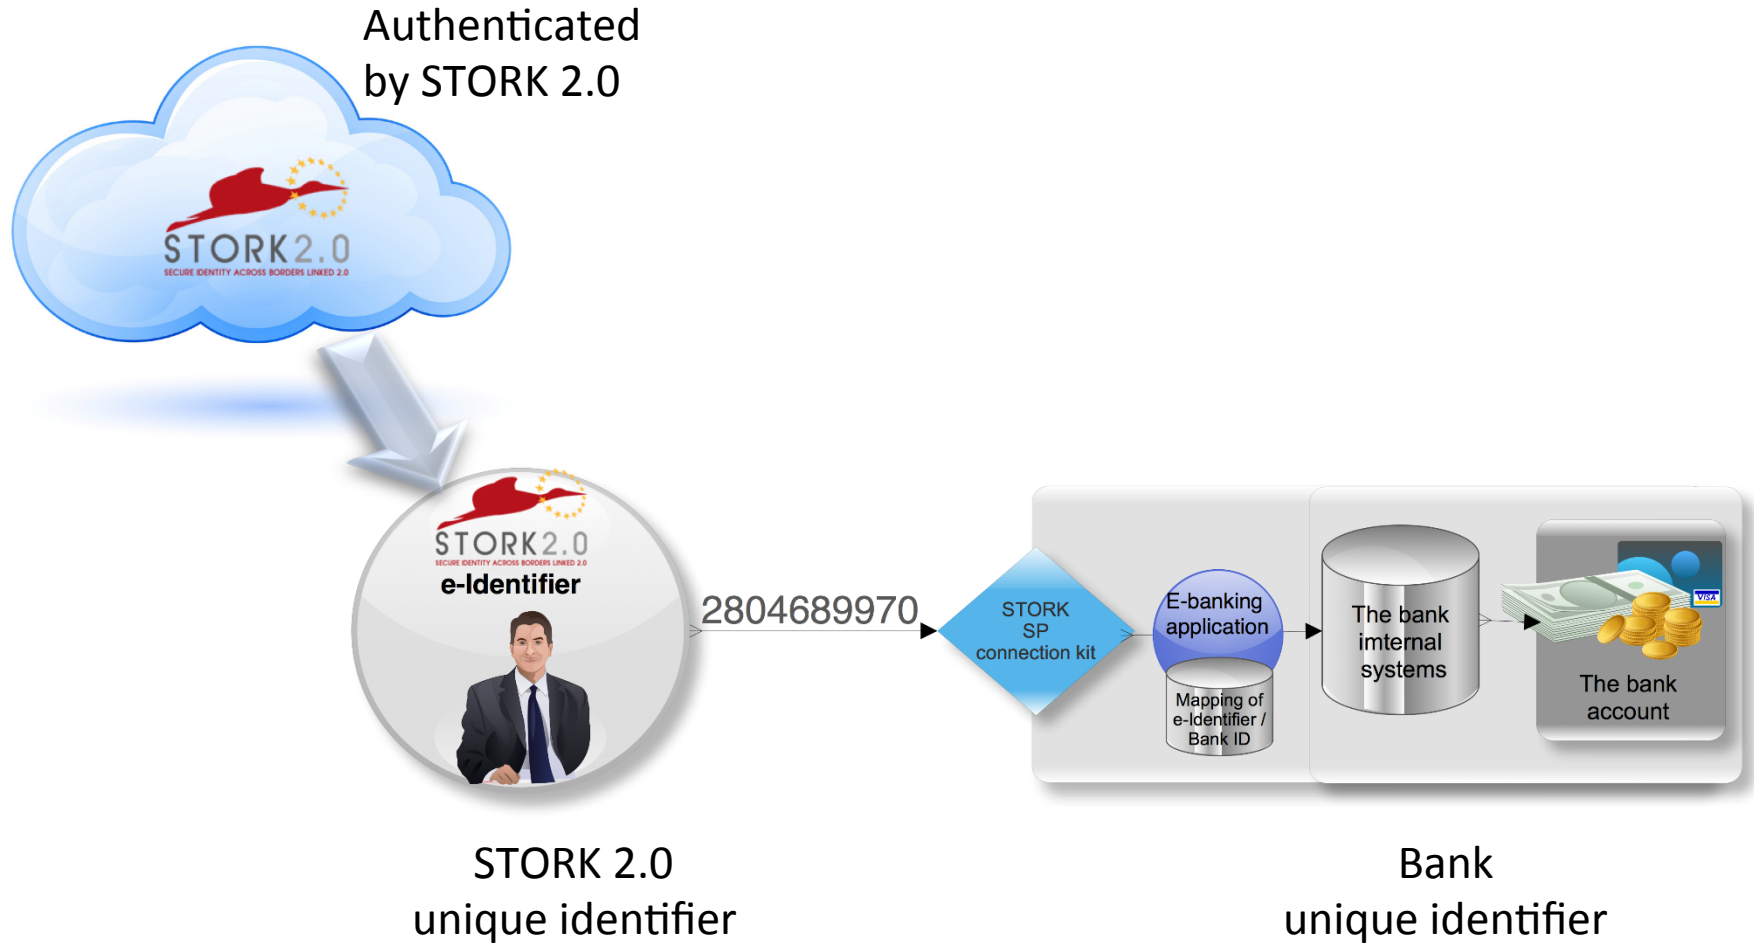 Authenticated
by STORK 2.0
STORK2.0
SECURE IDENTITY ACROSS BORDERS LINKED 2.0
STORK2.0
SECURE IDENTITY ACROSS BORDERS LINKED 2.0
e-Identifier
2804689970
STORK
SP
connection kit
E-banking
application
Mapping of
e-Identifier /
Bank ID
The bank
imternal
systems
VISA
The bank
account
STORK 2.0
unique identifier
Bank
unique identifier